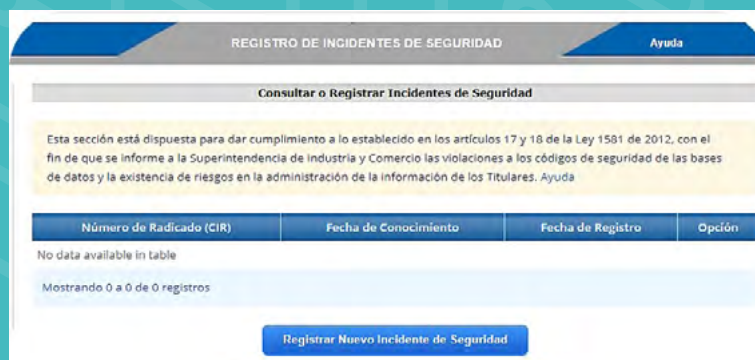 REGISTRO DE INCIDENTES DE SEGURIDAD
Ayuda
Consultar o Registrar Incidentes de Seguridad
Esta sección está dispuesta para dar cumplimiento a lo establecido en los artículos 17 y 18 de la Ley 1581 de 2012, con el
fin de que se informe a la Superintendencia de Industria y Comercio las violaciones a los códigos de seguridad de las bases
de datos y la existencia de riesgos en la administración de la información de los Titulares. Ayuda
Número de Radicado (CIR) Fecha de Conocimiento Fecha de Registro Opción
No data available in table
Mostrando 0 a 0 de 0 registros
Registrar Nuevo Incidente de Seguridad